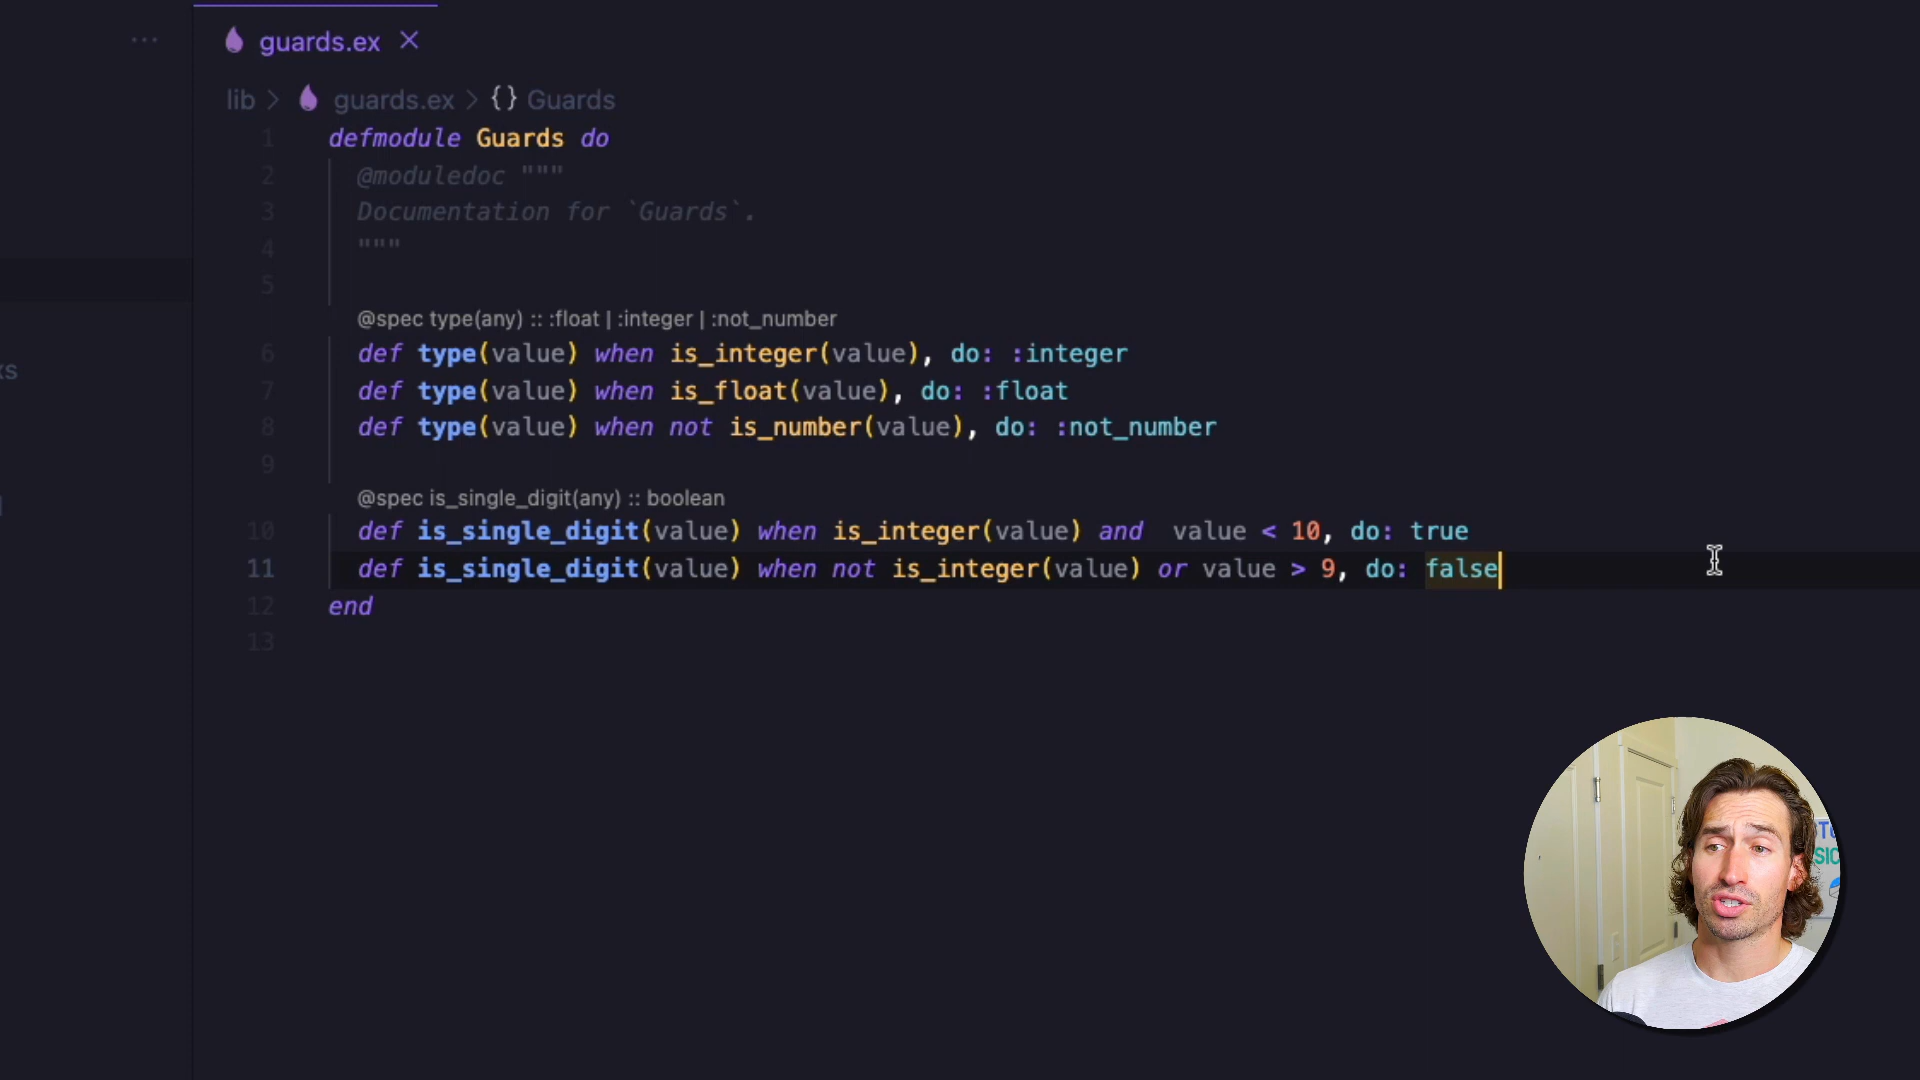 ...
guards.ex ×
lib > guards.ex > {} Guards
1 defmodule Guards do
2 @moduledoc """
3 Documentation for `Guards`.
4 """
5
@spec type(any) :: :float | :integer | :not_number
6 def type(value) when is_integer(value), do: :integer
7 def type(value) when is_float(value), do: :float
8 def type(value) when not is_number(value), do: :not_number
9
@spec is_single_digit(any) :: boolean
10 def is_single_digit(value) when is_integer(value) and  value < 10, do: true
11 def is_single_digit(value) when not is_integer(value) or value > 9, do: false
12 end
13